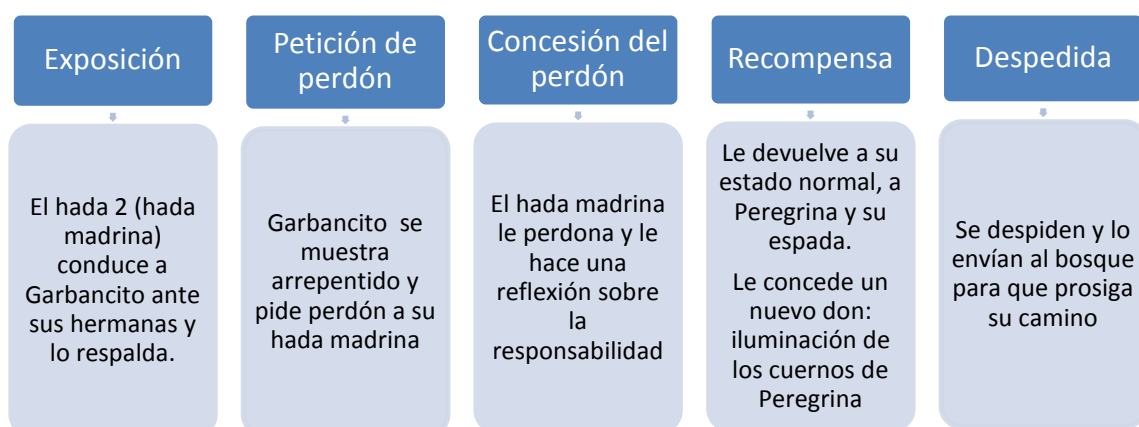 Exposición
El hada 2 (hada
madrina)
conduce a
Garbancito ante
sus hermanas y
lo respalda.
Petición de
perdón
Garbancito se
muestra
arrepentido y
pide perdón a su
hada madrina
Concesión del
perdón
El hada madrina
le perdona y le
hace una
reflexión sobre
la
responsabilidad
Recompensa
Le devuelve a su
estado normal, a
Peregrina y su
espada.
Le concede un
nuevo don:
iluminación de
los cuernos de
Peregrina
Despedida
Se despiden y lo
envían al bosque
para que prosiga
su camino